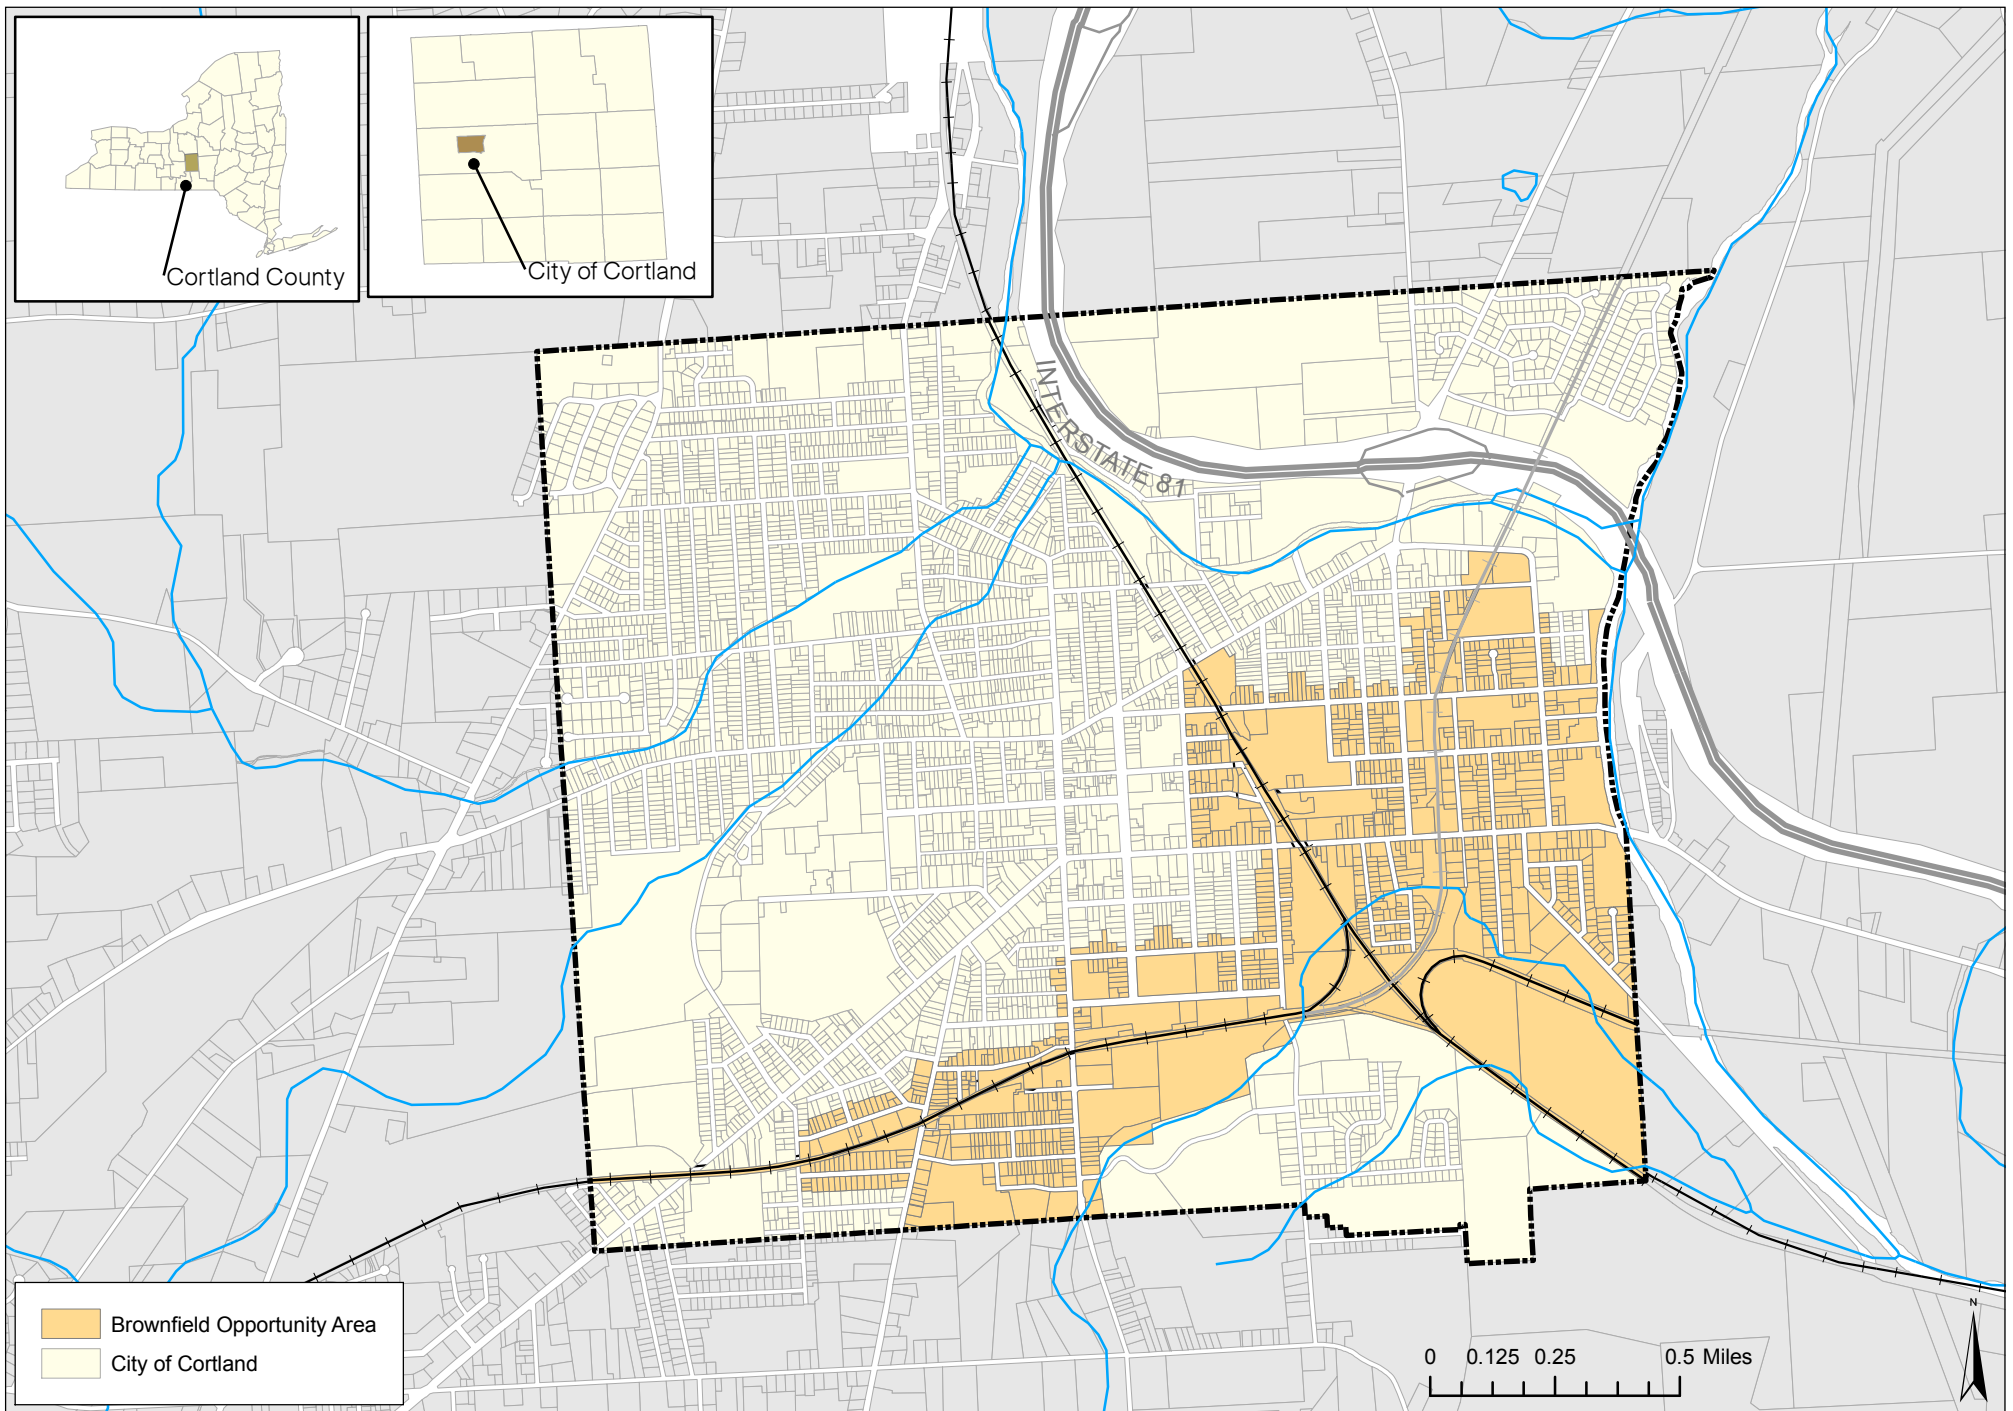 Cortland County
City of Cortland
INTERSTATE 81
Brownfield Opportunity Area
City of Cortland
0 0.125 0.25 0.5 Miles
N